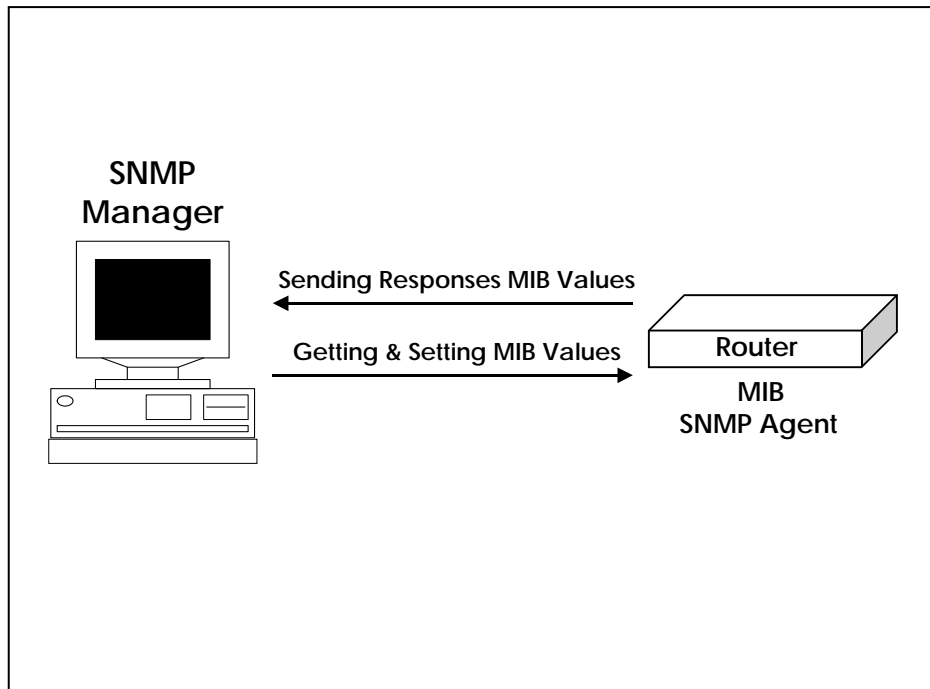 SNMP
Manager
Sending Responses MIB Values
Getting & Setting MIB Values
Router
MIB
SNMP Agent